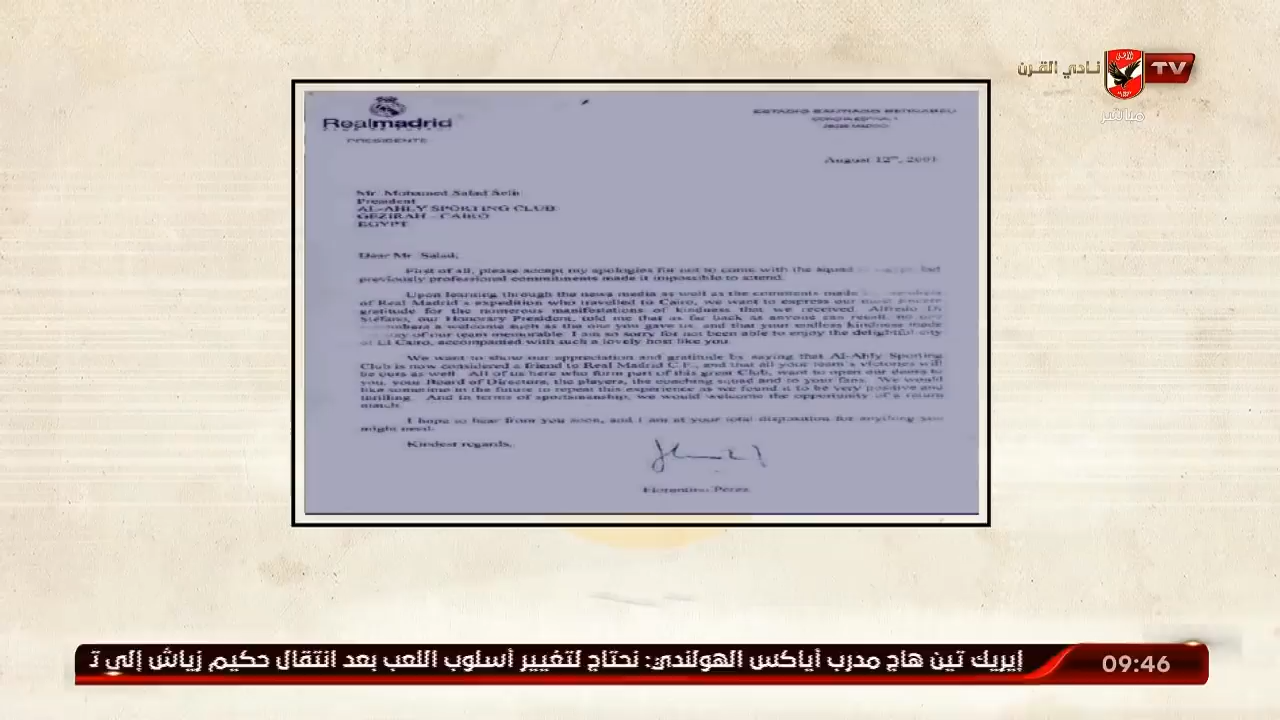 نادي القرن
الأهلي
TV
مباشر
Realmadrid
PRESIDENTE
ESTADIO SANTIAGO BERNABEU
August 12th, 2001
Mr. Mohamed Salad Selb
President
AL-AHLY SPORTING CLUB
GEZIRAH - CAIRO
EGYPT
Dear Mr. Salad,
First of all, please accept my apologies for not to come with the squad but
previously professional commitments made it impossible to attend.
Upon learning through the news media as well as the comments made
of Real Madrid's expedition who travelled to Cairo, we want to express our most sincere
gratitude for the numerous manifestations of kindness that we received. Alfredo Di
Stefano, our Honorary President, told me that as far back as anyone can recall, no
a welcome such as the one you gave us, and that your endless kindness made
of our team memorable. I am so sorry for not been able to enjoy the delightful city
of El Cairo, accompanied with such a lovely host like you.
We want to show our appreciation and gratitude by saying that Al-Ahly Sporting
Club is now considered a friend to Real Madrid C.F., and that all your team's victories will
be ours as well. All of us here who form part of this great Club, want to open our doors to
you, your Board of Directors, the players, the coaching squad and to your fans. We would
like sometime in the future to repeat this experience as we found it to be very positive and
thrilling. And in terms of sportsmanship, we would welcome the opportunity of a return
match.
I hope to hear from you soon, and I am at your total disposition for anything you
might need.
Kindest regards,
Florentino Perez
إيريك تين هاج مدرب أياكس الهولندي: نحتاج لتغيير أسلوب اللعب بعد انتقال حكيم زياش إلى ت
09:46